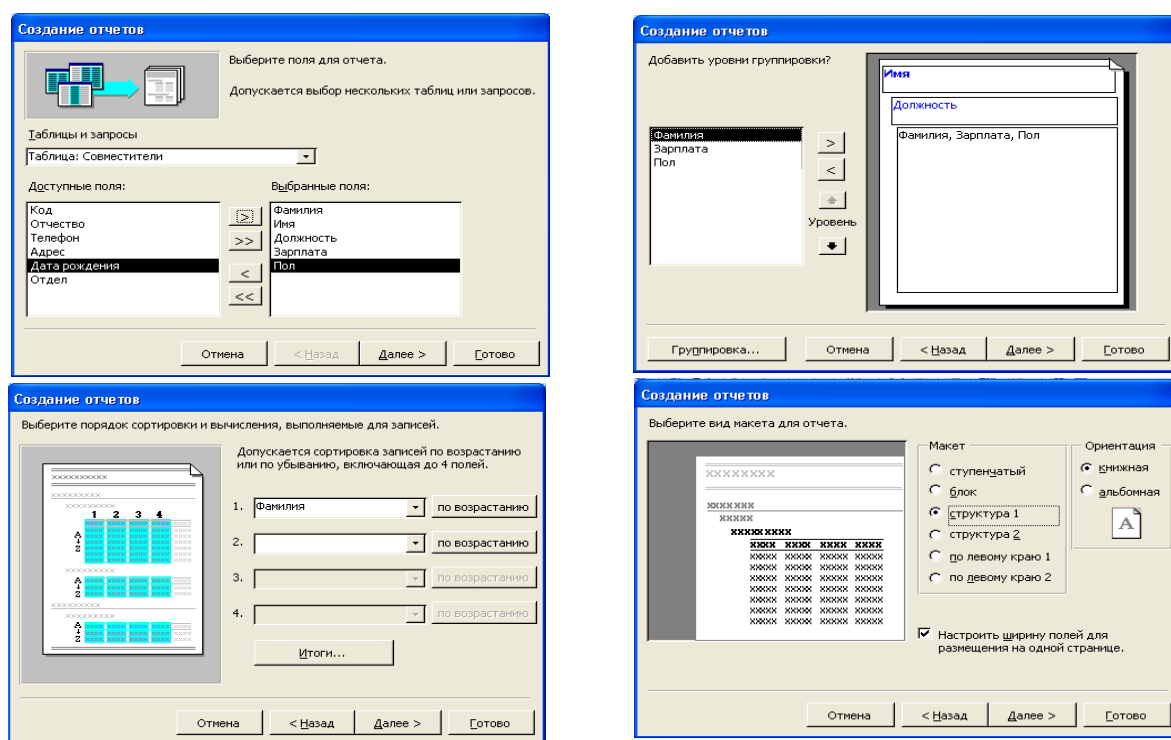 Создание отчетов
Выберите поля для отчета.
Допускается выбор нескольких таблиц или запросов.
Таблицы и запросы
Таблица: Совместители
Доступные поля:
Выбранные поля:
Код
Отчество
Телефон
Адрес
Дата рождения
Отдел
>
>>
<
<<
Фамилия
Имя
Должность
Зарплата
Пол
Отмена
< Назад
Далее >
Готово
Создание отчетов
Добавить уровни группировки?
Фамилия
Зарплата
Пол
>
<
Уровень
Имя
Должность
Фамилия, Зарплата, Пол
Группировка...
Отмена
< Назад
Далее >
Готово
Создание отчетов
Выберите порядок сортировки и вычисления, выполняемые для записей.
Допускается сортировка записей по возрастанию
или по убыванию, включающая до 4 полей.
1 2 3 4
A
Z
A
Z
A
Z
1. Фамилия по возрастанию
2. по возрастанию
3. по возрастанию
4. по возрастанию
Итоги...
Отмена
< Назад
Далее >
Готово
Создание отчетов
Выберите вид макета для отчета.
XXXXXXXX
Макет
ступенчатый
блок
структура 1
структура 2
по левому краю 1
по левому краю 2
Ориентация
книжная
альбомная
A
Настроить ширину полей для
размещения на одной странице.
Отмена
< Назад
Далее >
Готово